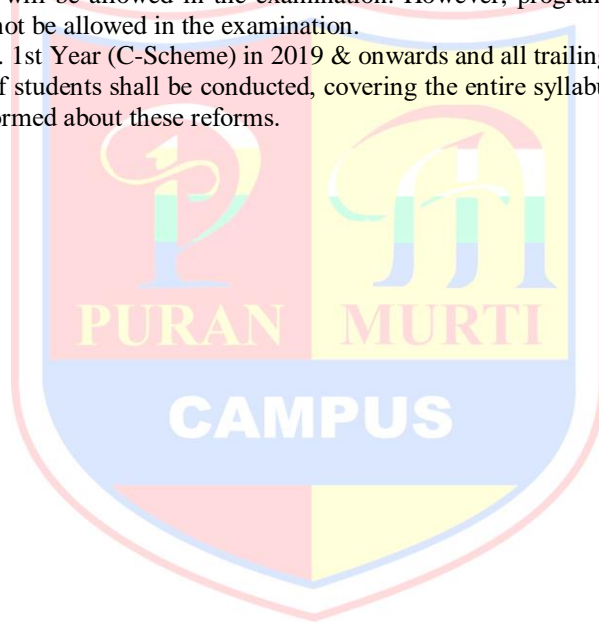 will be allowed in the examination. However, program
not be allowed in the examination.
. 1st Year (C-Scheme) in 2019 & onwards and all trailing
f students shall be conducted, covering the entire syllabu
ormed about these reforms.
PURAN MURTI
CAMPUS